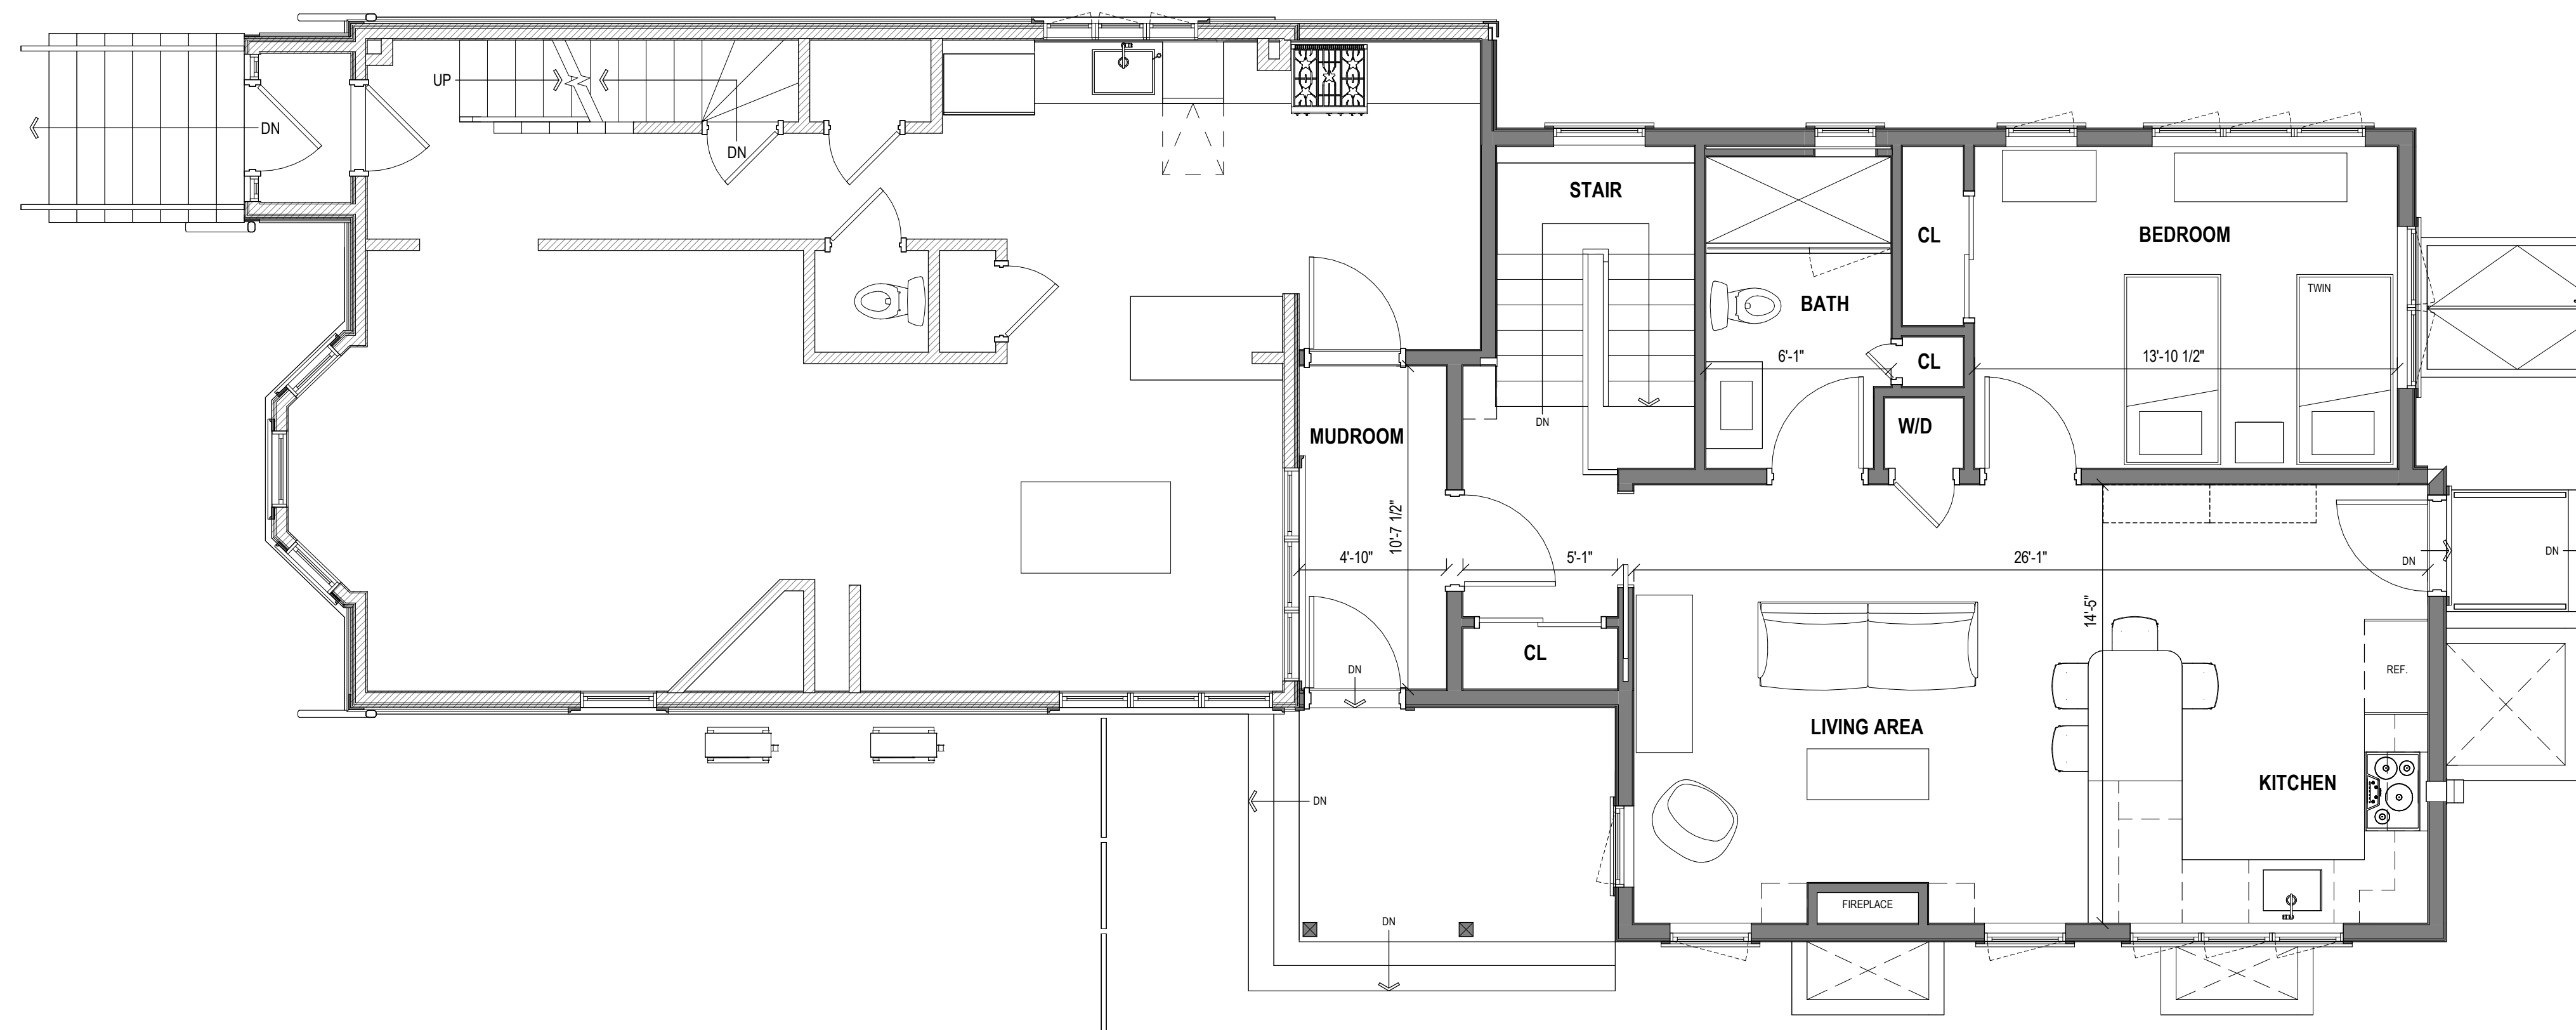 UP
DN
DN
STAIR
CL
BEDROOM
TWIN
BATH
6'-1"
CL
13'-10 1/2"
DN
MUDROOM
W/D
10'-7 1/2"
4'-10"
5'-1"
26'-1"
DN
DN
14'-5"
CL
DN
REF.
LIVING AREA
KITCHEN
DN
FIREPLACE
DN